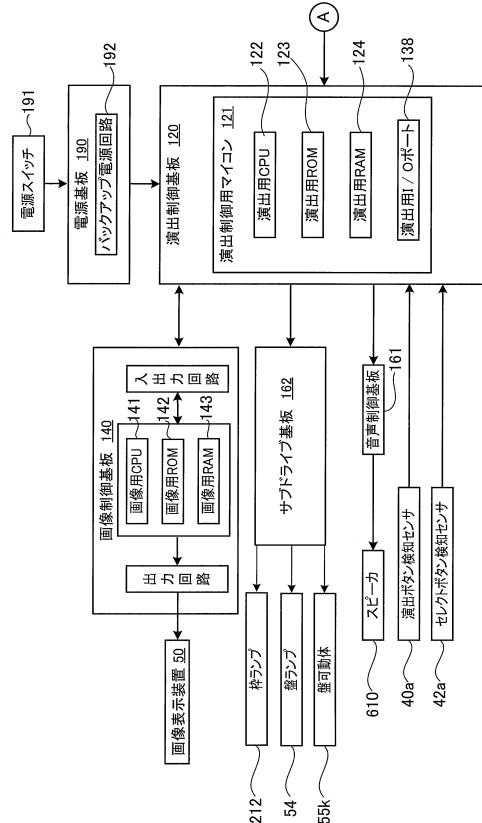 電源スイッチ
191
電源基板 190
バックアップ電源回路
192
演出制御基板 120
演出制御用マイコン 121
演出用CPU
122
演出用ROM
123
演出用RAM
124
演出用I/Oポート
138
A
画像制御基板 140
入出力回路
画像用CPU
141
画像用ROM
142
画像用RAM
143
出力回路
画像表示装置 50
サブドライブ基板 162
枠ランプ
212
盤ランプ
54
盤可動体
55k
音声制御基板
161
スピーカ
610
演出ボタン検知センサ
40a
セレクトボタン検知センサ
42a